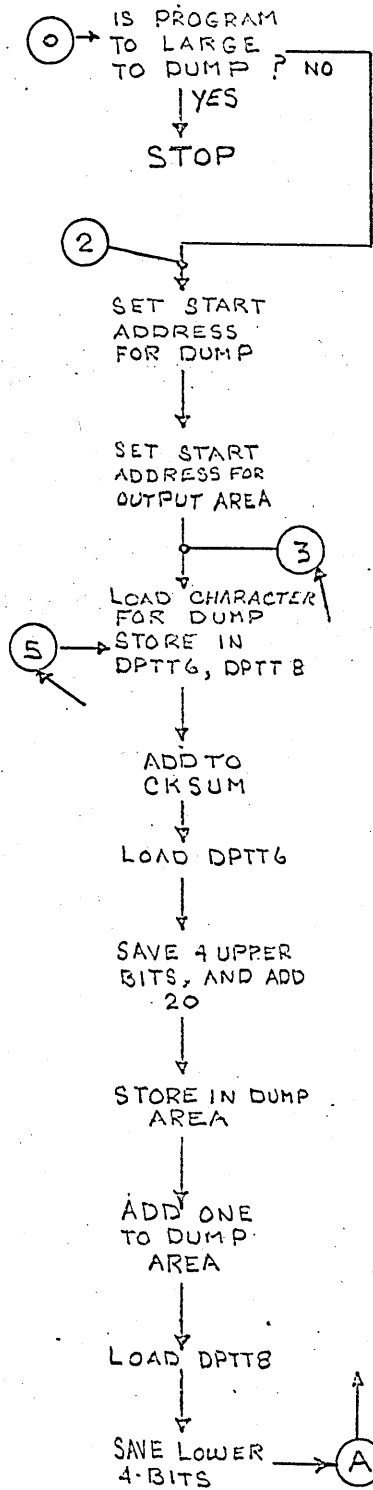 0
IS PROGRAM
TO LARGE
TO DUMP ? NO
YES
STOP
2
SET START
ADDRESS
FOR DUMP
SET START
ADDRESS FOR
OUTPUT AREA
3
LOAD CHARACTER
FOR DUMP
5
STORE IN
DPTT6, DPTT8
ADD TO
CKSUM
LOAD DPTT6
SAVE 4 UPPER
BITS, AND ADD
20
STORE IN DUMP
AREA
ADD ONE
TO DUMP
AREA
LOAD DPTT8
SAVE LOWER
4-BITS
A